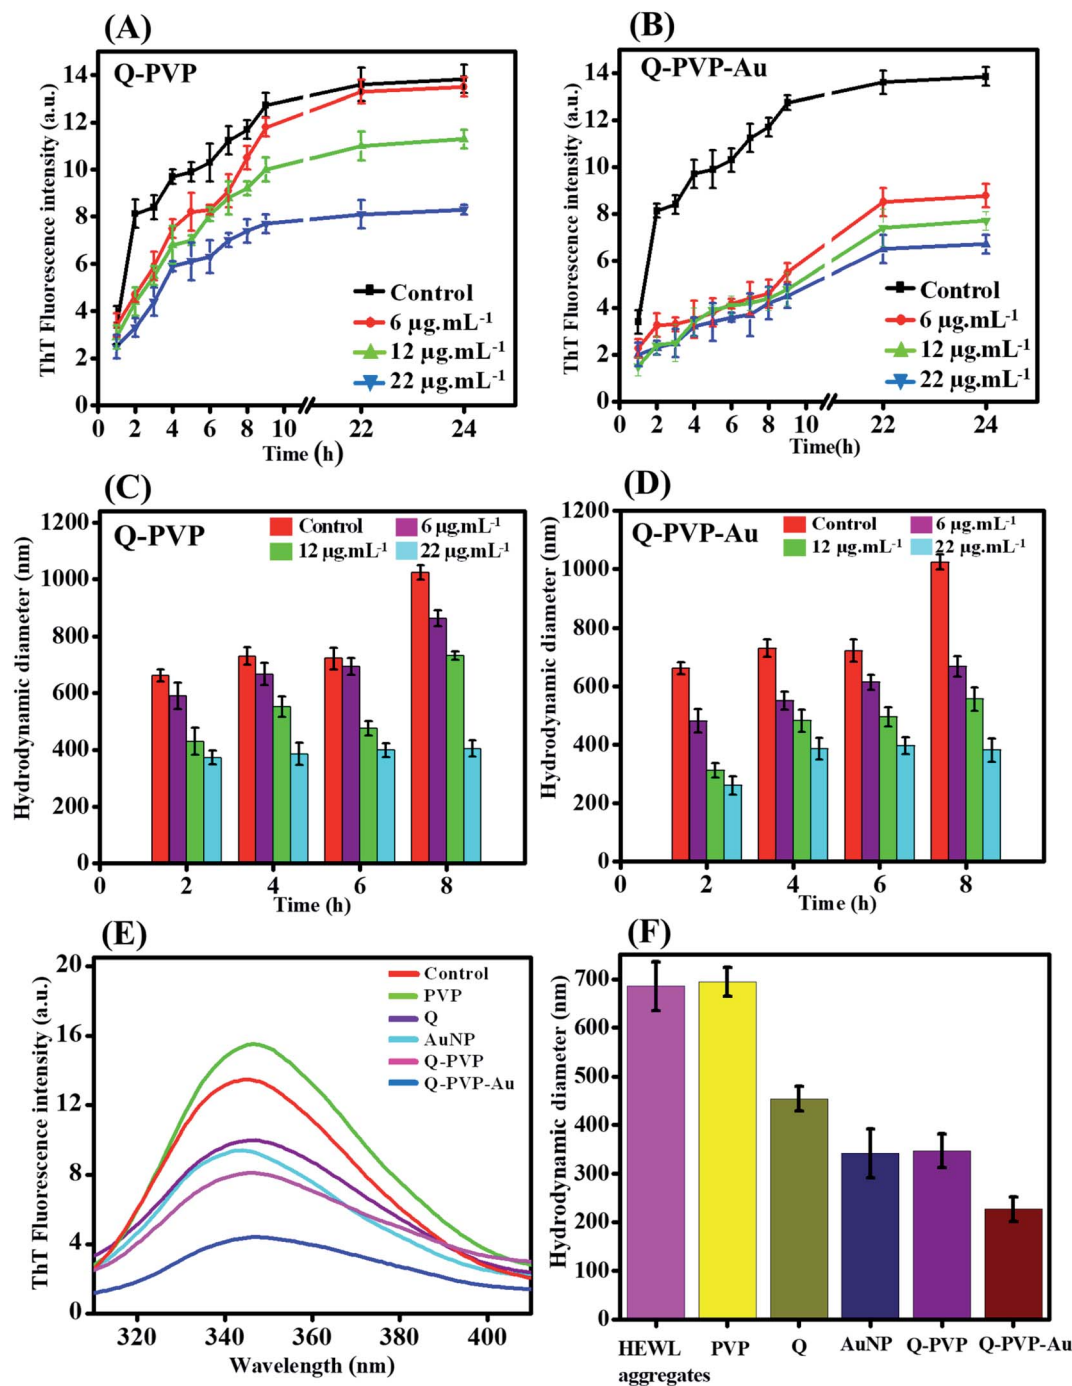 (A)
Q-PVP
ThT Fluorescence intensity (a.u.)
14
12
10
8
6
4
2
0
Control
6 µg.mL-1
12 µg.mL-1
22 µg.mL-1
0 2 4 6 8 10 22 24
Time (h)
(B)
Q-PVP-Au
ThT Fluorescence intensity (a.u.)
14
12
10
8
6
4
2
0
Control
6 µg.mL-1
12 µg.mL-1
22 µg.mL-1
0 2 4 6 8 10 22 24
Time(h)
(C)
Q-PVP
Hydrodynamic diameter (nm)
1200
1000
800
600
400
200
0
Control 6 µg.mL-1
12 µg.mL-1 22 µg.mL-1
0 2 4 6 8
Time (h)
(D)
Q-PVP-Au
Hydrodynamic diameter (nm)
1200
1000
800
600
400
200
0
Control 6 µg.mL-1
12 µg.mL-1 22 µg.mL-1
0 2 4 6 8
Time (h)
(E)
ThT Fluorescence intensity (a.u.)
20
16
12
8
4
0
Control
PVP
Q
AuNP
Q-PVP
Q-PVP-Au
320 340 360 380 400
Wavelength (nm)
(F)
Hydrodynamic diameter (nm)
700
600
500
400
300
200
100
0
HEWL PVP Q AuNP Q-PVP Q-PVP-Au
aggregates